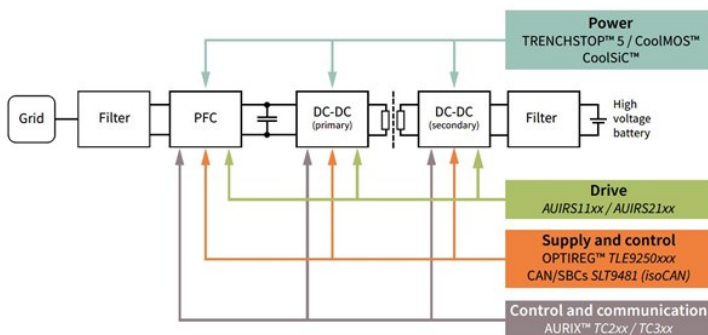 Power
TRENCHSTOP™ 5 / CoolMOS™
CoolSiC™
Grid
Filter
PFC
DC-DC
(primary)
DC-DC
(secondary)
Filter
High
voltage
battery
Drive
AUIRS11xx / AUIRS21xx
Supply and control
OPTIREG™ TLE9250xxx
CAN/SBCs SLT9481 (isoCAN)
Control and communication
AURIX™ TC2xx / TC3xx